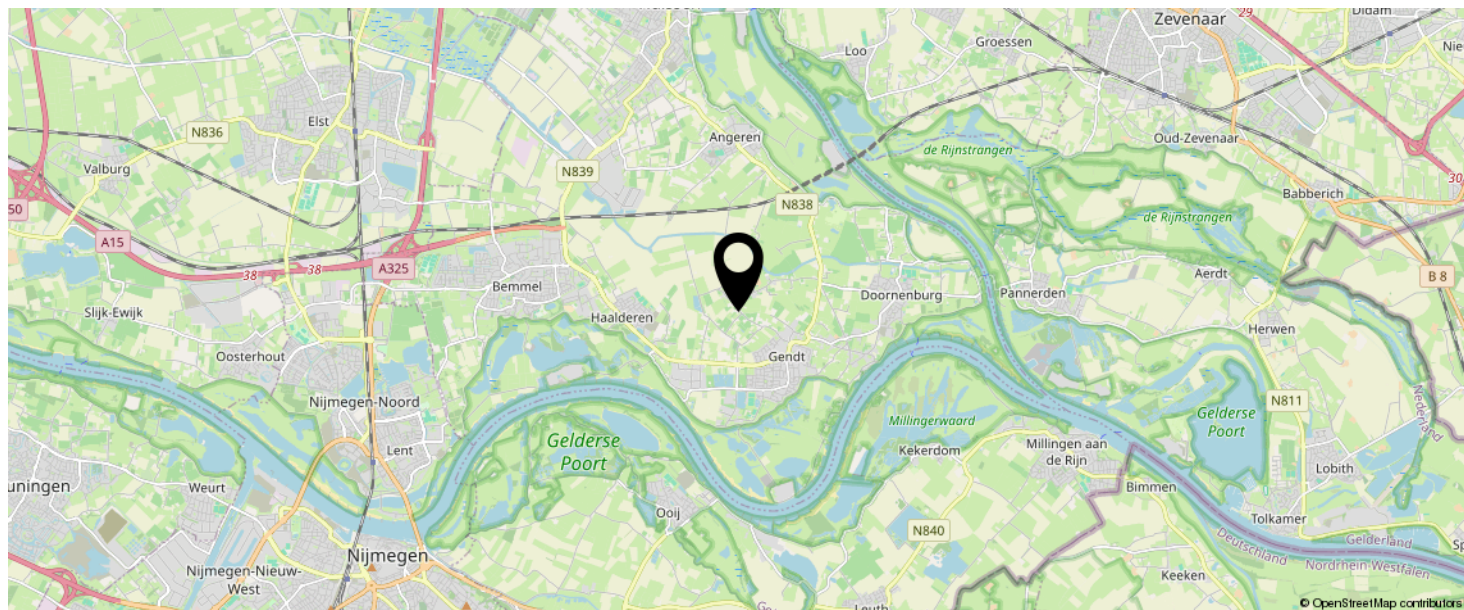 Zevenaar
29
Didam
Loo
Groessen
Elst
N836
Angeren
Oud-Zevenaar
de Rijnstrangen
Valburg
N839
30
Babberich
50
N838
de Rijnstrangen
A15
38
38
A325
Aerdt
B 8
Bemmel
Doornenburg
Pannerden
Slijk-Ewijk
Haalderen
Herwen
Oosterhout
Gendt
Nijmegen-Noord
N811
Nederland
Gelderse
Poort
Millingerwaard
Gelderse
Poort
Lent
Kekerdom
Millingen aan
de Rijn
Lobith
uningen
Weurt
Bimmen
Ooij
Tolkamer
N840
Deutschland
Gelderland
Nordrhein-Westfalen
Nijmegen
Nijmegen-Nieuw-
West
Keeken
Leuth
© OpenStreetMap contributors